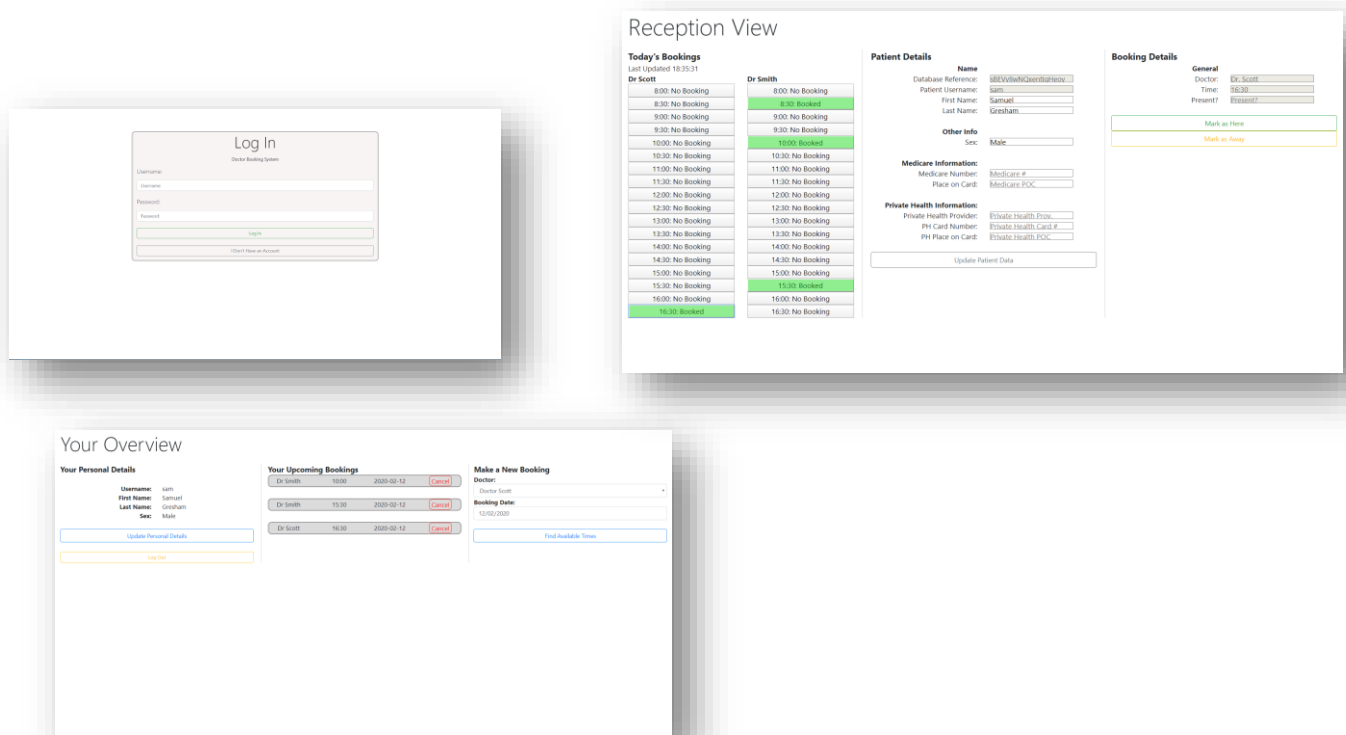 Log In
Doctor Booking System
Username:
Username
Password:
Password
Log In
I Don't Have an Account
Reception View
Today's Bookings
Last Updated 18:35:31
Dr Scott
8:00: No Booking
8:30: No Booking
9:00: No Booking
9:30: No Booking
10:00: No Booking
10:30: No Booking
11:00: No Booking
11:30: No Booking
12:00: No Booking
12:30: No Booking
13:00: No Booking
13:30: No Booking
14:00: No Booking
14:30: No Booking
15:00: No Booking
15:30: No Booking
16:00: No Booking
16:30: Booked
Dr Smith
8:00: No Booking
8:30: Booked
9:00: No Booking
9:30: No Booking
10:00: Booked
10:30: No Booking
11:00: No Booking
11:30: No Booking
12:00: No Booking
12:30: No Booking
13:00: No Booking
13:30: No Booking
14:00: No Booking
14:30: No Booking
15:00: No Booking
15:30: Booked
16:00: No Booking
16:30: No Booking
Patient Details
Name
Database Reference:
Patient Username: sam
First Name: Samuel
Last Name: Gresham
Other Info
Sex: Male
Medicare Information:
Medicare Number: Medicare #
Place on Card: Medicare POC
Private Health Information:
Private Health Provider: Private Health Prov.
PH Card Number: Private Health Card #
PH Place on Card: Private Health POC
Update Patient Data
Booking Details
General
Doctor: Dr. Scott
Time: 16:30
Present? Present?
Mark as Here
Mark as Away
Your Overview
Your Personal Details
Username: sam
First Name: Samuel
Last Name: Gresham
Sex: Male
Update Personal Details
Log Out
Your Upcoming Bookings
Dr Smith 10:00 2020-02-12 Cancel
Dr Smith 15:30 2020-02-12 Cancel
Dr Scott 16:30 2020-02-12 Cancel
Make a New Booking
Doctor:
Doctor Scott
Booking Date:
12/02/2020
Find Available Times